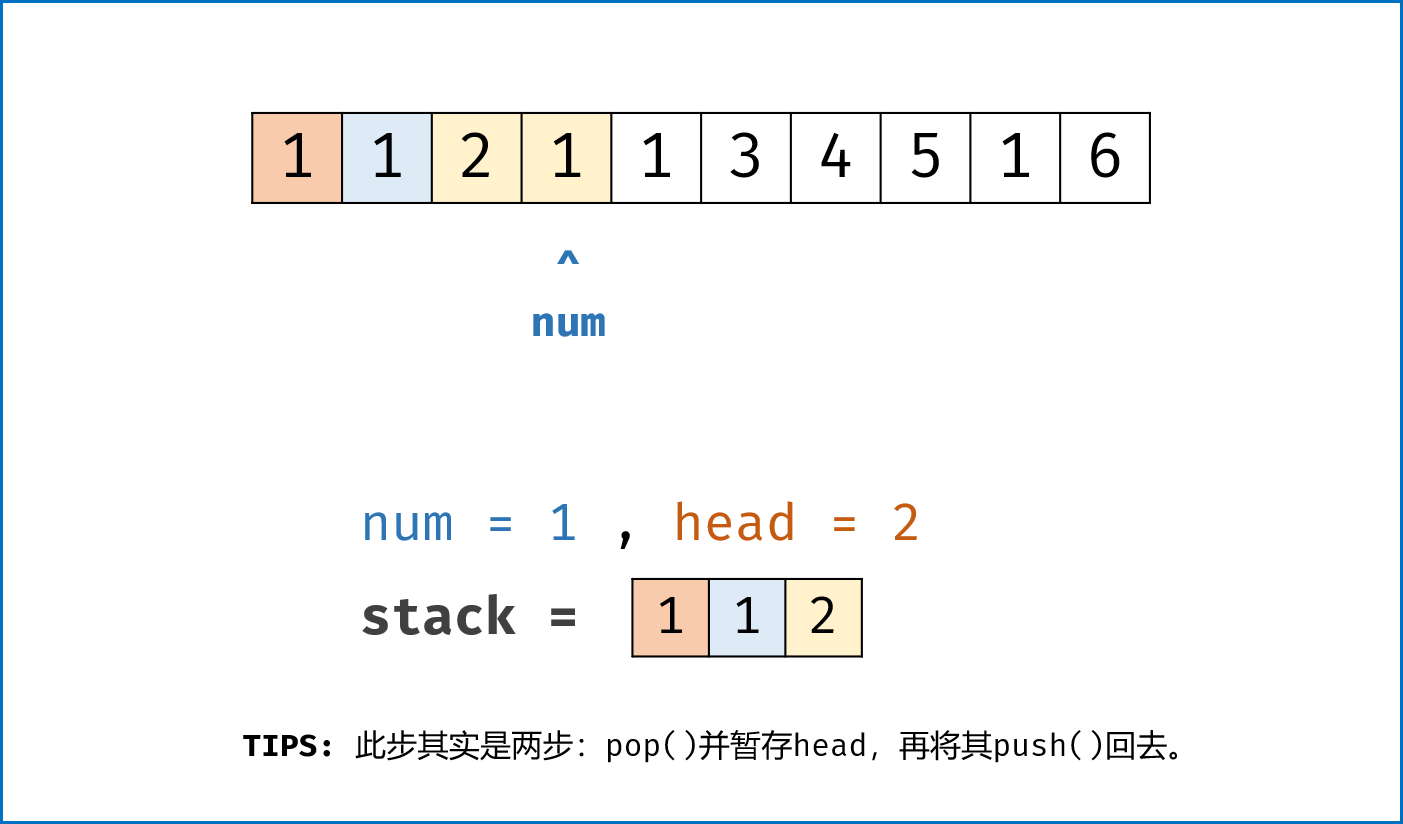 1 1 2 1 1 3 4 5 1 6
^
num
num = 1 , head = 2
stack = 1 1 2
TIPS: 此步其实是两步：pop()并暂存head，再将其push()回去。